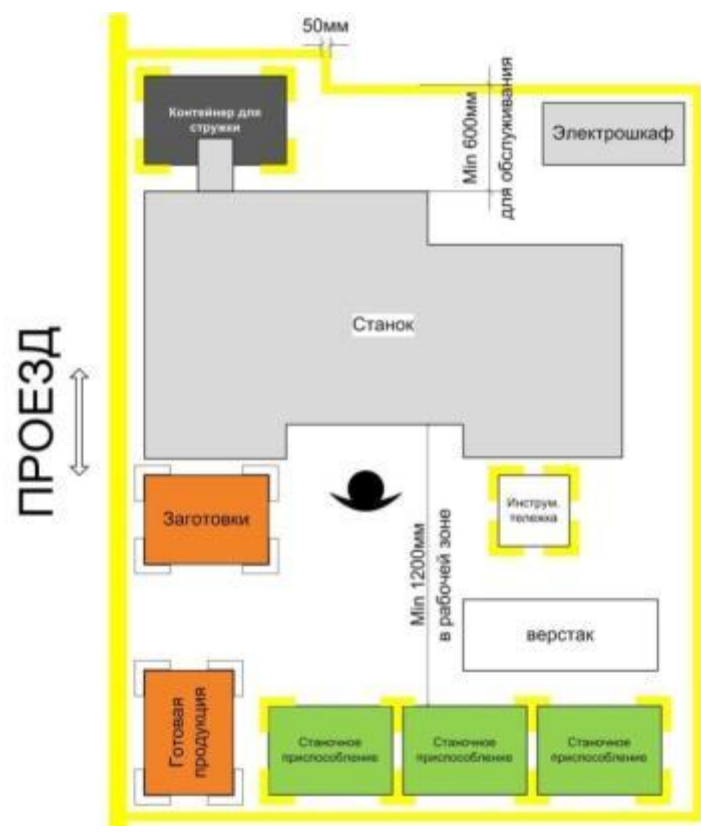 50мм
Контейнер для
стружки
Min 600мм
для обслуживания
Электрошкаф
Станок
ПРОЕЗД
Заготовки
Инструм.
тележка
Min 1200мм
в рабочей зоне
верстак
Готовая
продукция
Станочное
приспособление
Станочное
приспособление
Станочное
приспособление